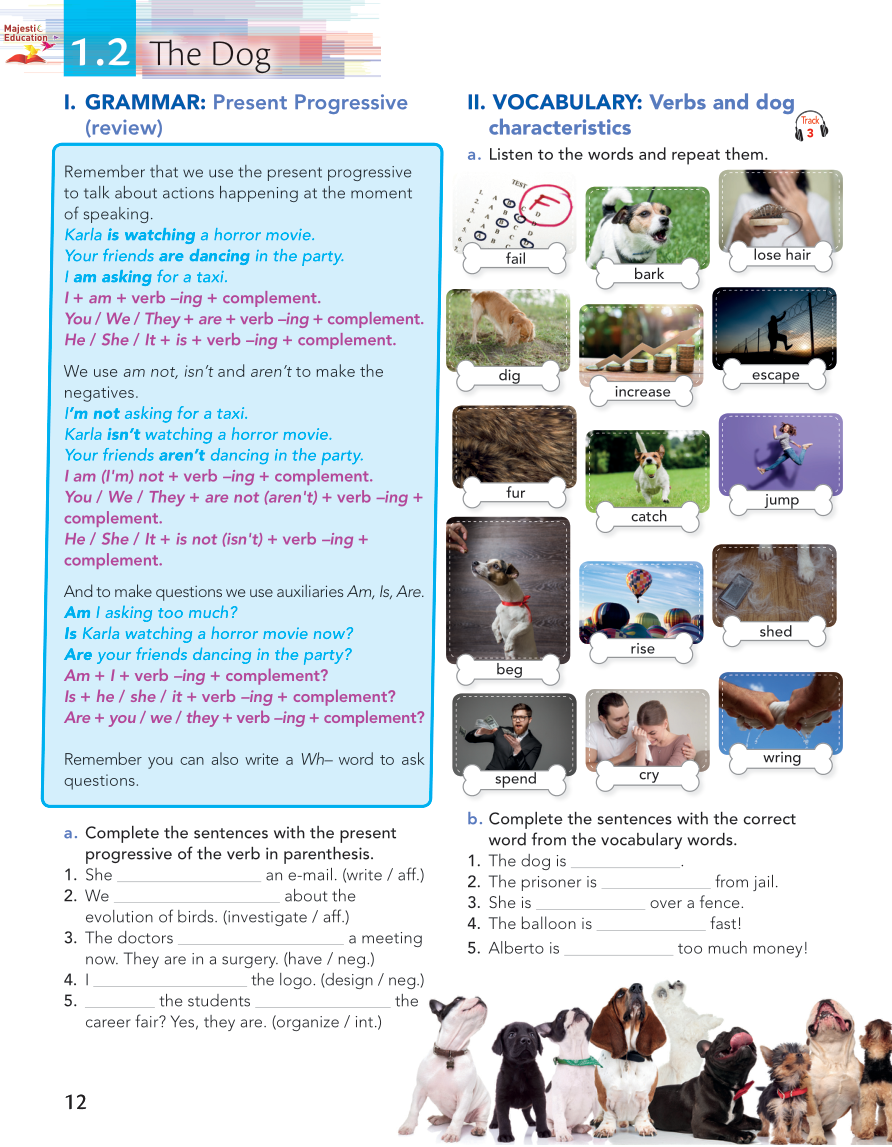 Majesti
Education
1.2 The Dog
I. GRAMMAR: Present Progressive
(review)
Remember that we use the present progressive
to talk about actions happening at the moment
of speaking.
Karla is watching a horror movie.
Your friends are dancing in the party.
I am asking for a taxi.
I + am + verb –ing + complement.
You / We / They + are + verb –ing + complement.
He / She / It + is + verb –ing + complement.
We use am not, isn’t and aren’t to make the
negatives.
I’m not asking for a taxi.
Karla isn’t watching a horror movie.
Your friends aren’t dancing in the party.
I am (I'm) not + verb –ing + complement.
You / We / They + are not (aren't) + verb –ing +
complement.
He / She / It + is not (isn't) + verb –ing +
complement.
And to make questions we use auxiliaries Am, Is, Are.
Am I asking too much?
Is Karla watching a horror movie now?
Are your friends dancing in the party?
Am + I + verb –ing + complement?
Is + he / she / it + verb –ing + complement?
Are + you / we / they + verb –ing + complement?
Remember you can also write a Wh– word to ask
questions.
a. Complete the sentences with the present
progressive of the verb in parenthesis.
1. She ________________ an e-mail. (write / aff.)
2. We ___________________ about the
evolution of birds. (investigate / aff.)
3. The doctors ___________________ a meeting
now. They are in a surgery. (have / neg.)
4. I _________________ the logo. (design / neg.)
5. ________ the students _______________ the
career fair? Yes, they are. (organize / int.)
II. VOCABULARY: Verbs and dog
characteristics
Track
3
a. Listen to the words and repeat them.
TEST
F
fail
bark
lose hair
dig
increase
escape
fur
catch
jump
beg
rise
shed
spend
cry
wring
b. Complete the sentences with the correct
word from the vocabulary words.
1. The dog is ____________.
2. The prisoner is ____________ from jail.
3. She is ____________ over a fence.
4. The balloon is ____________ fast!
5. Alberto is ____________ too much money!
12